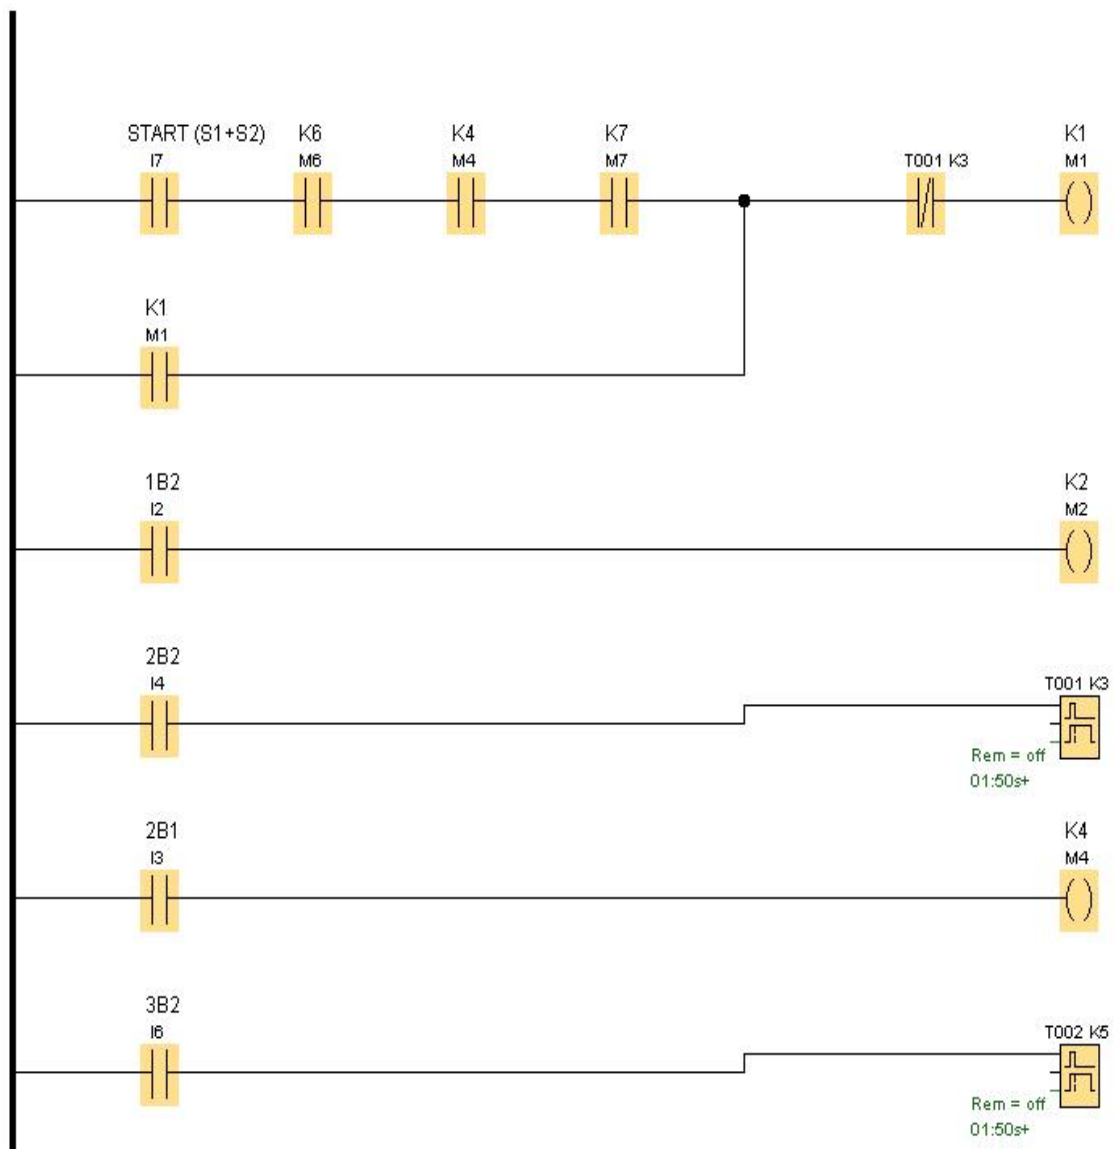 START (S1+S2) K6 K4 K7 K1
I7 M6 M4 M7 T001 K3 M1
K1
M1
1B2 K2
I2 M2
2B2
I4 T001 K3
Rem = off
01:50s+
2B1 K4
I3 M4
3B2
I6 T002 K5
Rem = off
01:50s+